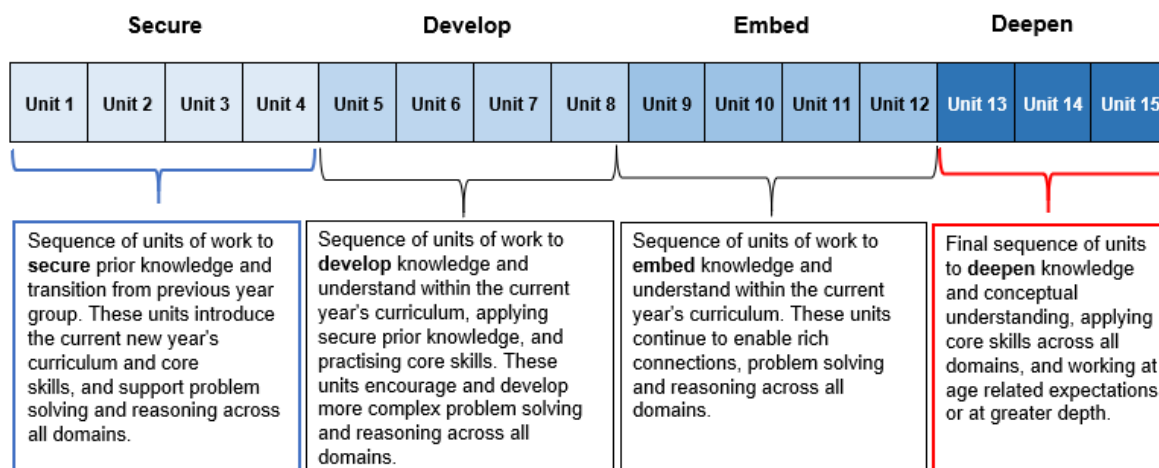 Secure Develop Embed Deepen
Unit 1 Unit 2 Unit 3 Unit 4 Unit 5 Unit 6 Unit 7 Unit 8 Unit 9 Unit 10 Unit 11 Unit 12 Unit 13 Unit 14 Unit 15
Sequence of units of work to
secure prior knowledge and
transition from previous year
group. These units introduce
the current new year's
curriculum and core
skills, and support problem
solving and reasoning across
all domains.
Sequence of units of work to
develop knowledge and
understand within the current
year's curriculum, applying
secure prior knowledge, and
practising core skills. These
units encourage and develop
more complex problem solving
and reasoning across all
domains.
Sequence of units of work to
embed knowledge and
understand within the current
year's curriculum. These units
continue to enable rich
connections, problem solving
and reasoning across all
domains.
Final sequence of units
to deepen knowledge
and conceptual
understanding, applying
core skills across all
domains, and working at
age related expectations
or at greater depth.